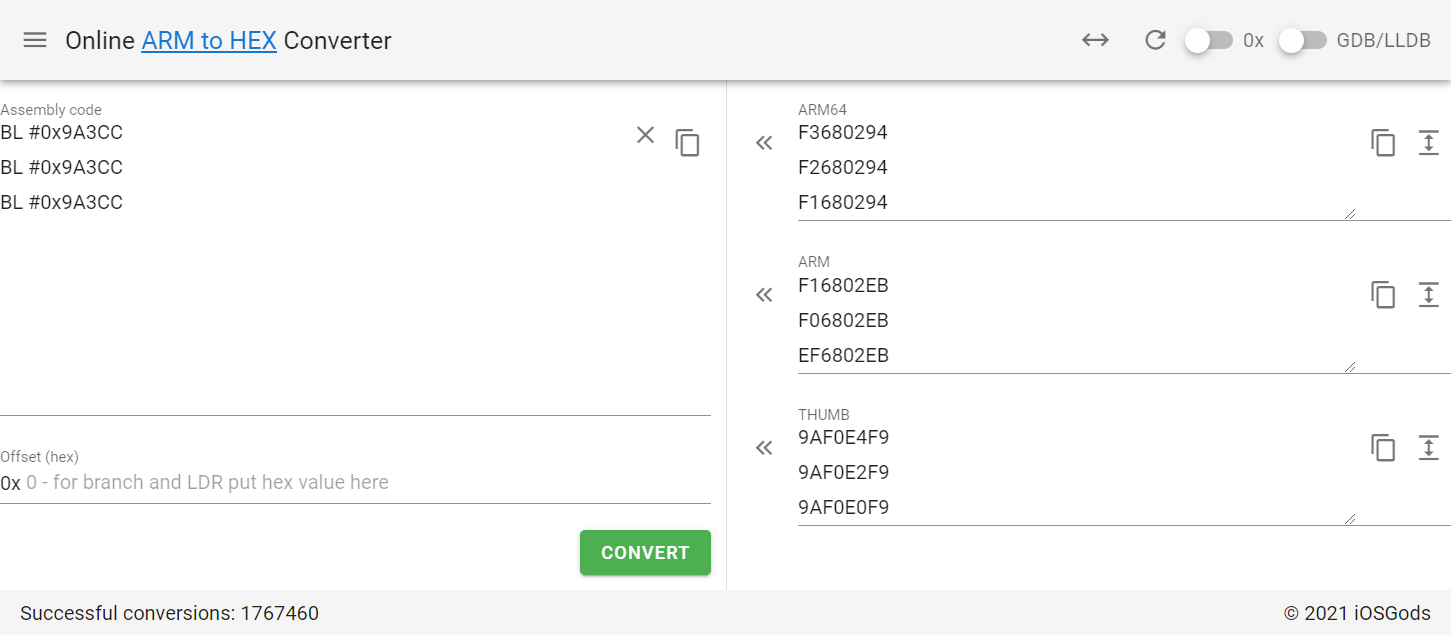 Online ARM to HEX Converter
0x
GDB/LLDB
Assembly code
BL #0x9A3CC
BL #0x9A3CC
BL #0x9A3CC
Offset (hex)
0x 0 - for branch and LDR put hex value here
CONVERT
ARM64
F3680294
F2680294
F1680294
ARM
F16802EB
F06802EB
EF6802EB
THUMB
9AF0E4F9
9AF0E2F9
9AF0E0F9
Successful conversions: 1767460
© 2021 iOSGods